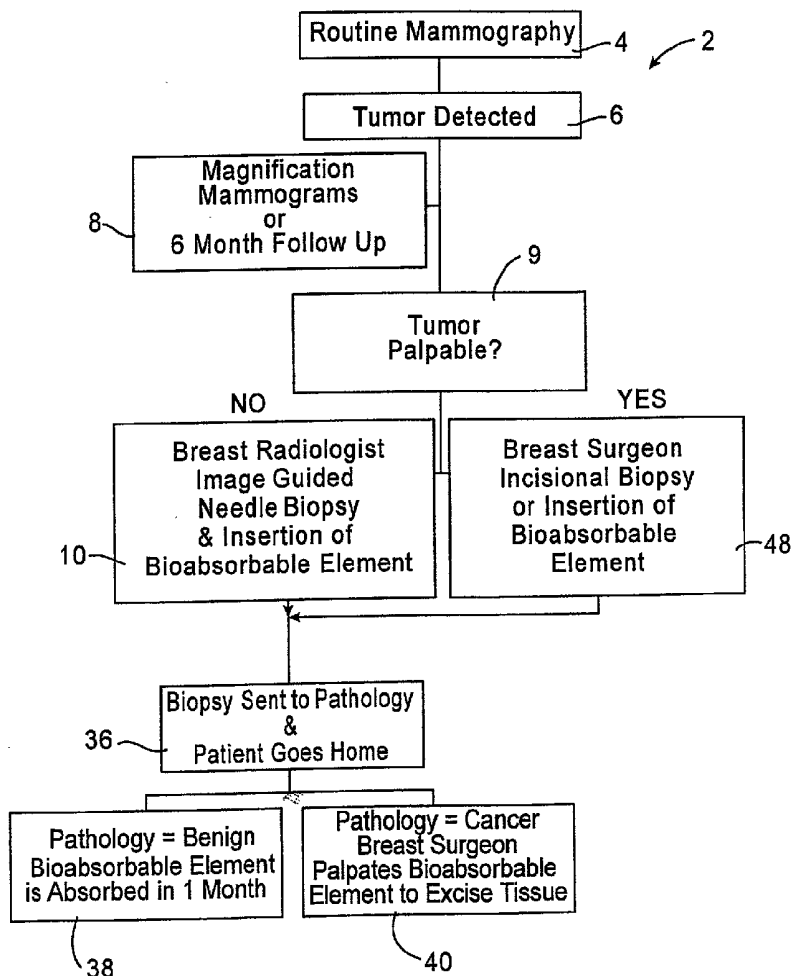 Routine Mammography
4
2
Tumor Detected
6
Magnification
Mammograms
or
6 Month Follow Up
8
9
Tumor
Palpable?
NO
YES
Breast Radiologist
Image Guided
Needle Biopsy
& Insertion of
Bioabsorbable Element
10
Breast Surgeon
Incisional Biopsy
or Insertion of
Bioabsorbable
Element
48
Biopsy Sent to Pathology
&
Patient Goes Home
36
Pathology = Benign
Bioabsorbable Element
is Absorbed in 1 Month
38
Pathology = Cancer
Breast Surgeon
Palpates Bioabsorbable
Element to Excise Tissue
40